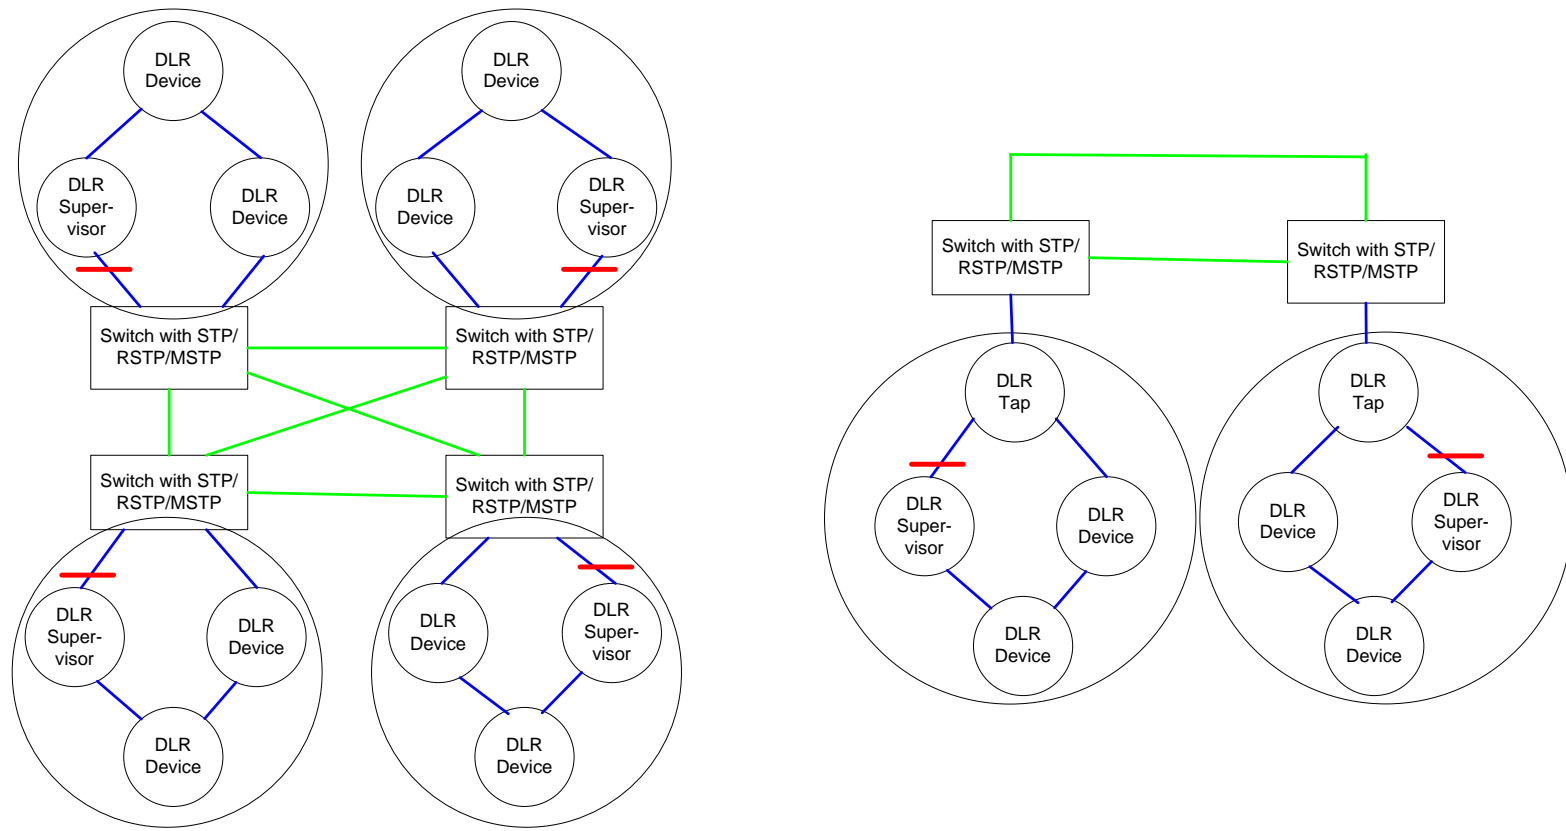 DLR
Device
DLR
Super-
visor
DLR
Device
DLR
Device
DLR
Device
DLR
Super-
visor
Switch with STP/
RSTP/MSTP
Switch with STP/
RSTP/MSTP
Switch with STP/
RSTP/MSTP
Switch with STP/
RSTP/MSTP
DLR
Super-
visor
DLR
Device
DLR
Device
DLR
Device
DLR
Super-
visor
DLR
Device
Switch with STP/
RSTP/MSTP
Switch with STP/
RSTP/MSTP
DLR
Tap
DLR
Super-
visor
DLR
Device
DLR
Device
DLR
Tap
DLR
Device
DLR
Super-
visor
DLR
Device